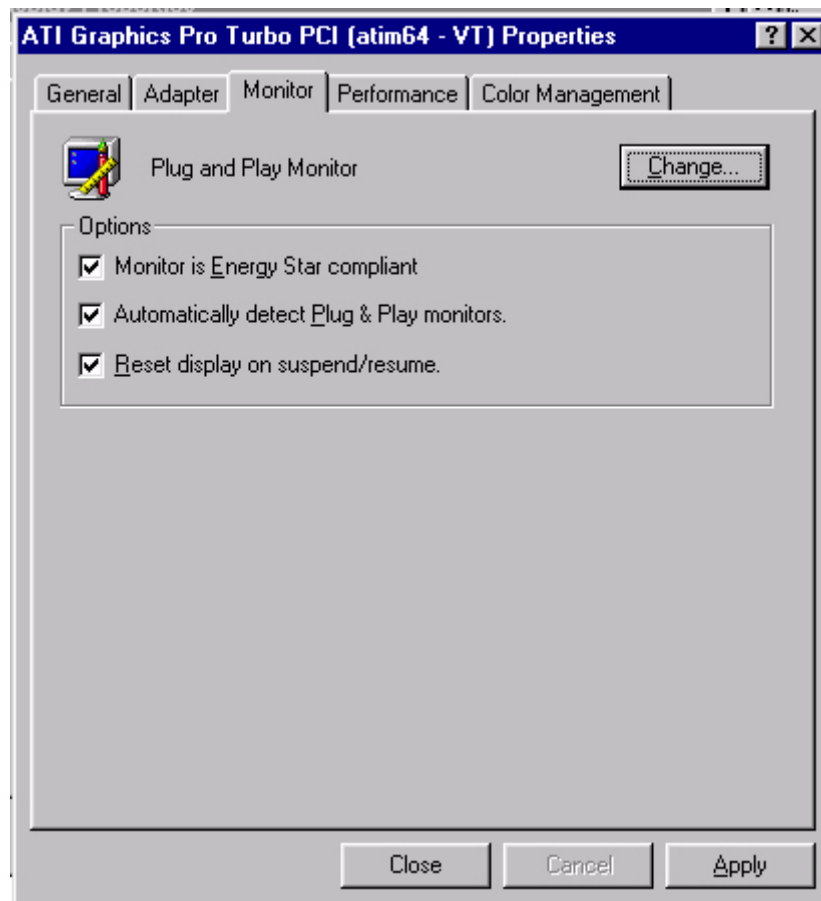 ATI Graphics Pro Turbo PCI (atim64 - VT) Properties
General Adapter Monitor Performance Color Management
Plug and Play Monitor Change...
Options
Monitor is Energy Star compliant
Automatically detect Plug & Play monitors.
Reset display on suspend/resume.
Close Cancel Apply